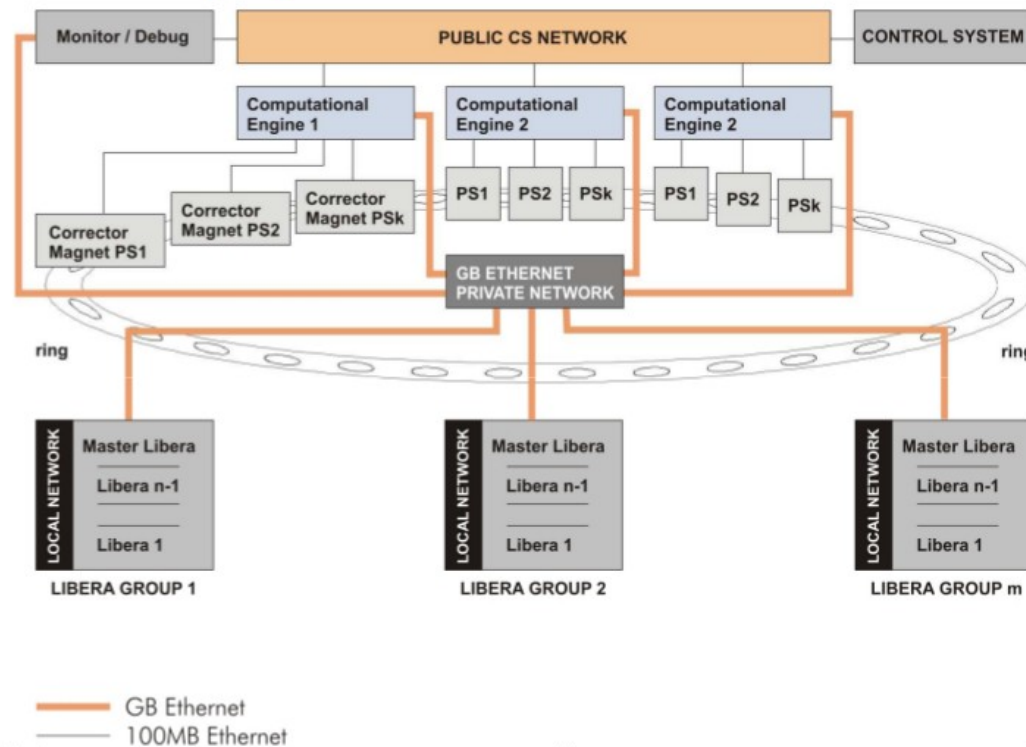 Monitor / Debug
PUBLIC CS NETWORK
CONTROL SYSTEM
Computational
Engine 1
Computational
Engine 2
Computational
Engine 2
Corrector
Magnet PS1
Corrector
Magnet PS2
Corrector
Magnet PSk
PS1
PS2
PSk
PS1
PS2
PSk
GB ETHERNET
PRIVATE NETWORK
ring
ring
LOCAL NETWORK
Master Libera
Libera n-1
Libera 1
LIBERA GROUP 1
LOCAL NETWORK
Master Libera
Libera n-1
Libera 1
LIBERA GROUP 2
LOCAL NETWORK
Master Libera
Libera n-1
Libera 1
LIBERA GROUP m
GB Ethernet
100MB Ethernet